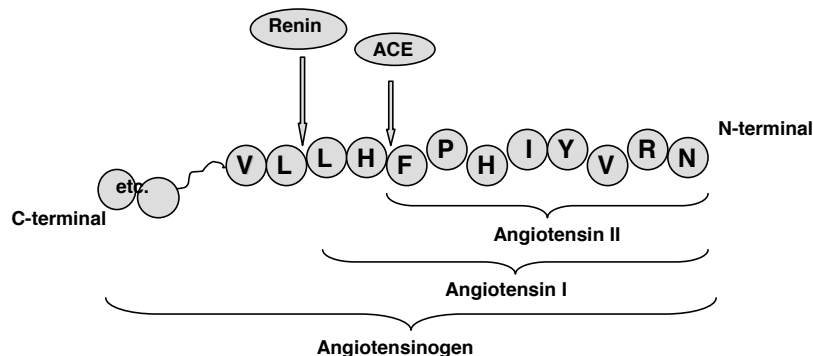 Renin
ACE
N-terminal
V L L H F P H I Y V R N
etc.
C-terminal
Angiotensin II
Angiotensin I
Angiotensinogen